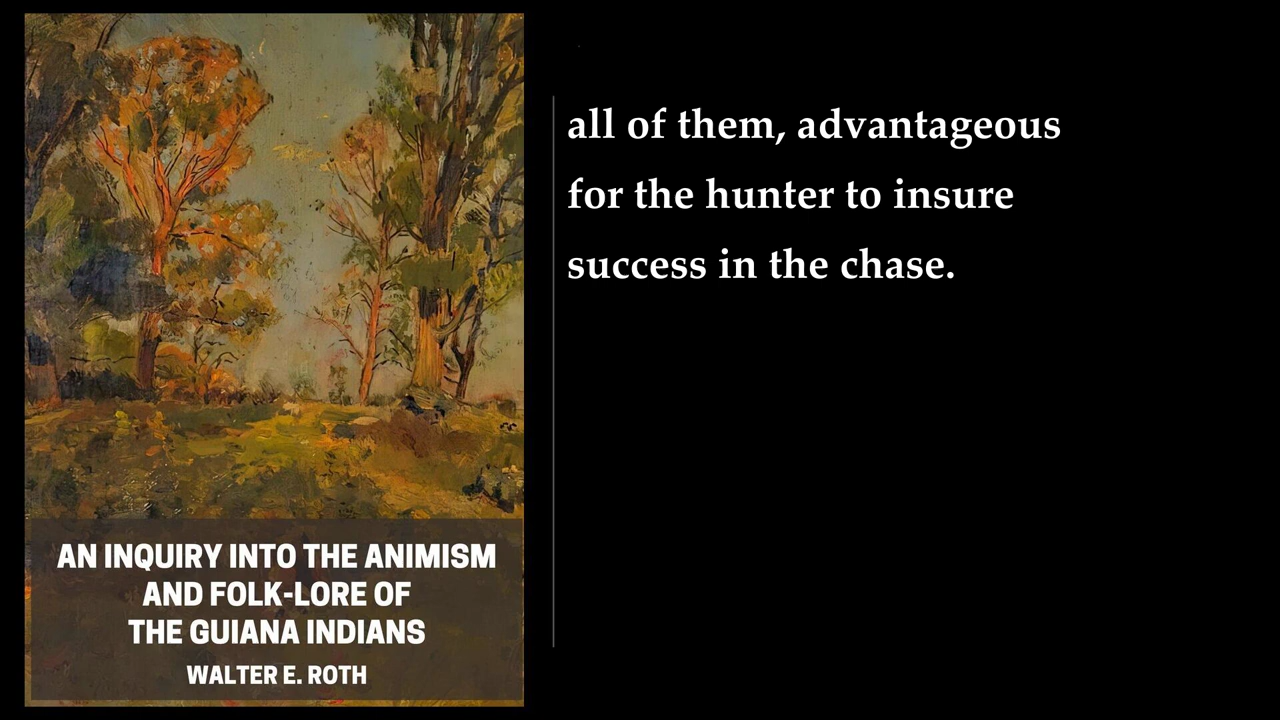 all of them, advantageous
for the hunter to insure
success in the chase.
AN INQUIRY INTO THE ANIMISM
AND FOLK-LORE OF
THE GUIANA INDIANS
WALTER E. ROTH